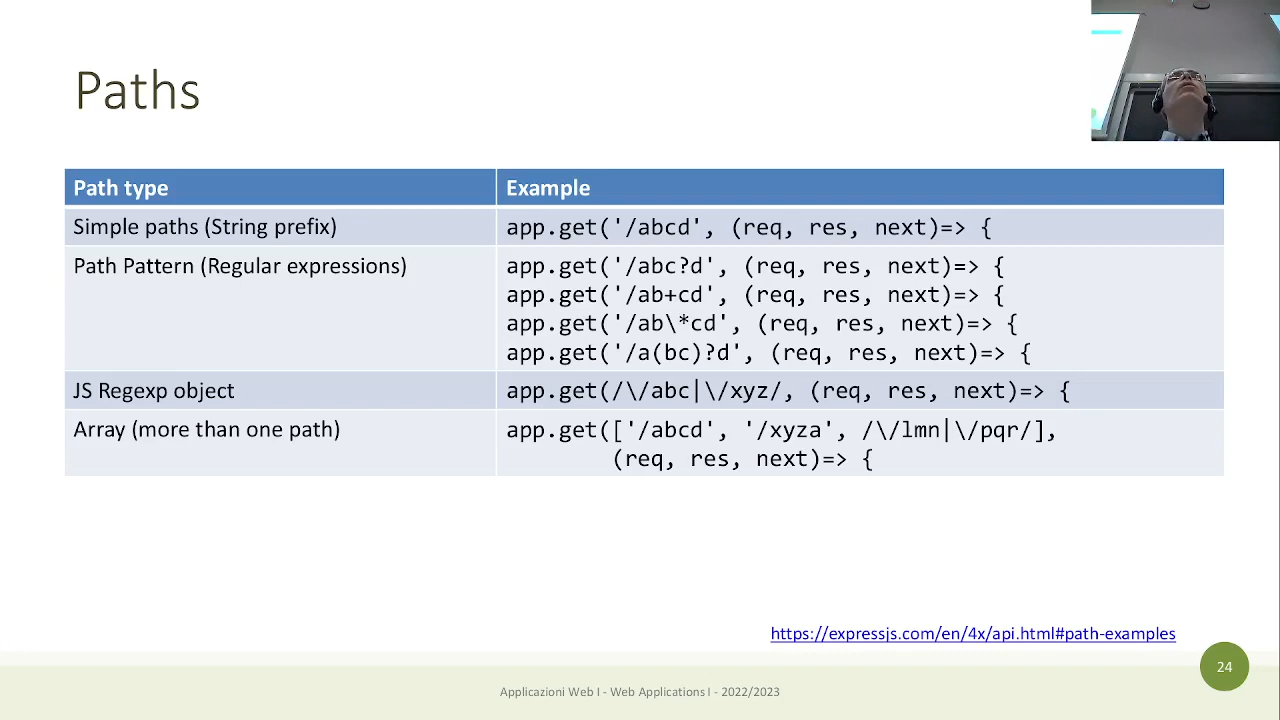 Paths
Path type
Example
Simple paths (String prefix)
app.get('/abcd', (req, res, next)=> {
Path Pattern (Regular expressions)
app.get('/abc?d', (req, res, next)=> {
app.get('/ab+cd', (req, res, next)=> {
app.get('/ab\*cd', (req, res, next)=> {
app.get('/a(bc)?d', (req, res, next)=> {
JS Regexp object
app.get(/\/abc|\/xyz/, (req, res, next)=> {
Array (more than one path)
app.get(['/abcd', '/xyza', /\/lmn|\/pqr/],
(req, res, next)=> {
https://expressjs.com/en/4x/api.html#path-examples
24
Applicazioni Web I - Web Applications I - 2022/2023